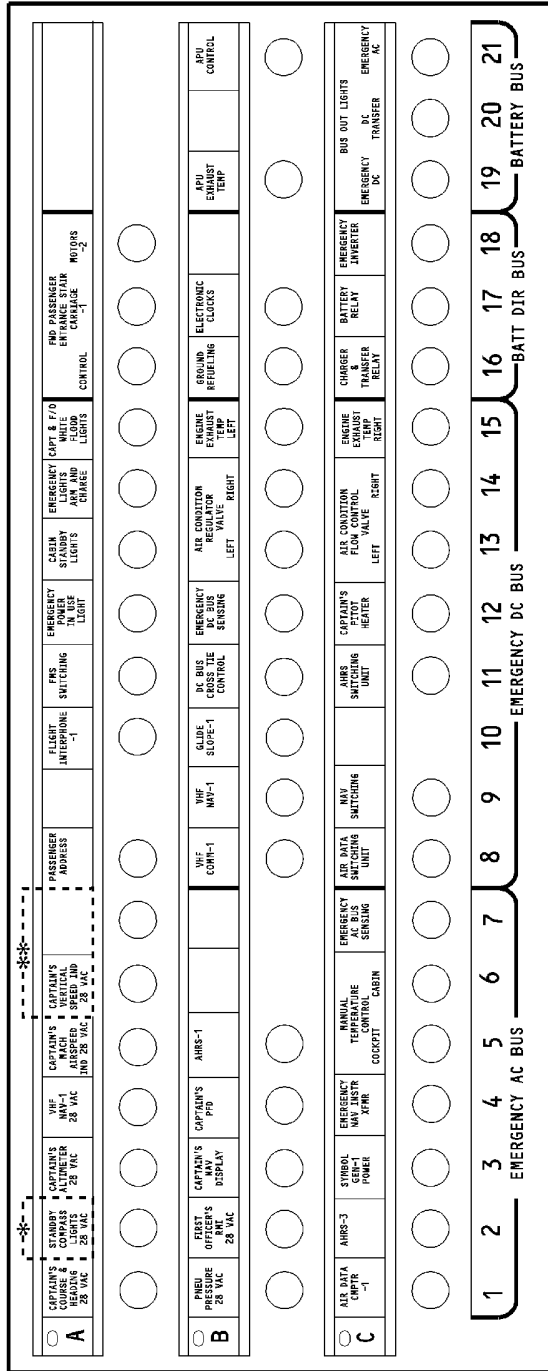 A
CAPTAIN'S
COURSE &
HEADING
28 VAC
*
STANDBY
COMPASS
LIGHTS
28 VAC
CAPTAIN'S
ALTIMETER
28 VAC
VHF
NAV-1
28 VAC
CAPTAIN'S
MACH
AIRSPEED
IND 28 VAC
**
CAPTAIN'S
VERTICAL
SPEED IND
28 VAC
PASSENGER
ADDRESS
FLIGHT
INTERPHONE
-1
FMS
SWITCHING
EMERGENCY
POWER
IN USE
LIGHT
CABIN
STANDBY
LIGHTS
EMERGENCY
LIGHTS
ARM AND
CHARGE
CAPT & F/O
WHITE
FLOOD
LIGHTS
FWD PASSENGER
ENTRANCE STAIR
CARRIAGE MOTORS
CONTROL -1 -2
B
PNEU
PRESSURE
28 VAC
FIRST
OFFICER'S
RMI
28 VAC
CAPTAIN'S
NAV
DISPLAY
CAPTAIN'S
PFD
AHRS-1
VHF
COMM-1
VHF
NAV-1
GLIDE
SLOPE-1
DC BUS
CROSS TIE
CONTROL
EMERGENCY
DC BUS
SENSING
AIR CONDITION
REGULATOR
VALVE
LEFT RIGHT
ENGINE
EXHAUST
TEMP
LEFT
GROUND
REFUELING
ELECTRONIC
CLOCKS
APU
EXHAUST
TEMP
APU
CONTROL
C
AIR DATA
CMPTR
-1
AHRS-3
SYMBOL
GEN-1
POWER
EMERGENCY
NAV INSTR
XFMR
MANUAL
TEMPERATURE
CONTROL
COCKPIT CABIN
EMERGENCY
AC BUS
SENSING
AIR DATA
SWITCHING
UNIT
NAV
SWITCHING
AHRS
SWITCHING
UNIT
CAPTAIN'S
PITOT
HEATER
AIR CONDITION
FLOW CONTROL
VALVE
LEFT RIGHT
ENGINE
EXHAUST
TEMP
RIGHT
CHARGER
&
TRANSFER
RELAY
BATTERY
RELAY
EMERGENCY
INVERTER
BUS OUT LIGHTS
EMERGENCY DC EMERGENCY
DC TRANSFER AC
1 2 3 4 5 6 7 8 9 10 11 12 13 14 15 16 17 18 19 20 21
EMERGENCY AC BUS EMERGENCY DC BUS BATT DIR BUS BATTERY BUS